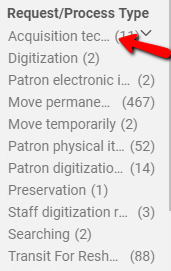 Request/Process Type
Acquisition tec... (11)
Digitization (2)
Patron electronic i... (2)
Move permane... (467)
Move temporarily (2)
Patron physical it... (52)
Patron digitizatio... (14)
Preservation (1)
Staff digitization r... (3)
Searching (2)
Transit For Resh... (88)